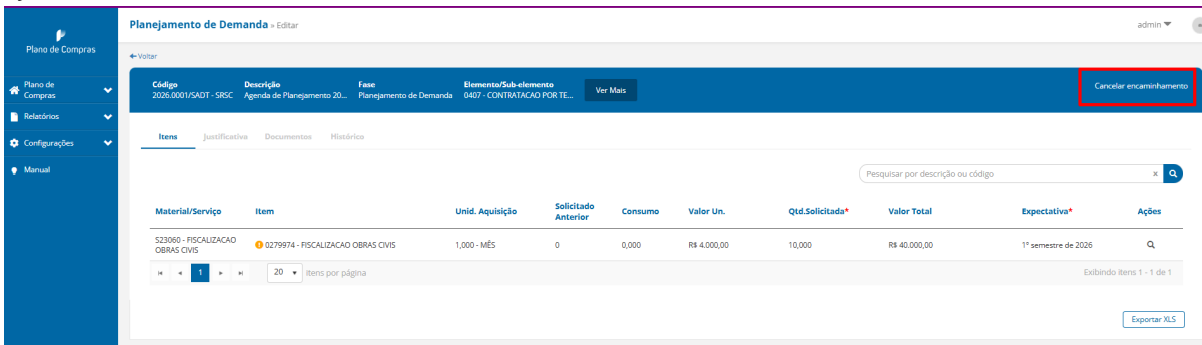 Planejamento de Demanda » Editar
admin
Plano de Compras
Voltar
Código Descrição Fase Elemento/Sub-elemento
2026.0001/SADT - SRSC Agenda de Planejamento 20... Planejamento de Demanda 0407 - CONTRATACAO POR TE...
Ver Mais
Cancelar encaminhamento
Plano de
Compras
Relatórios
Configurações
Manual
Itens Justificativa Documentos Histórico
Pesquisar por descrição ou código x
Material/Serviço Item Unid. Aquisição Solicitado Anterior Consumo Valor Un. Qtd.Solicitada* Valor Total Expectativa* Ações
S23060 - FISCALIZACAO OBRAS CIVIS 0279974 - FISCALIZACAO OBRAS CIVIS 1,000 - MÊS 0 0,000 R$ 4.000,00 10,000 R$ 40.000,00 1º semestre de 2026
1 20 itens por página Exibindo itens 1 - 1 de 1
Exportar XLS